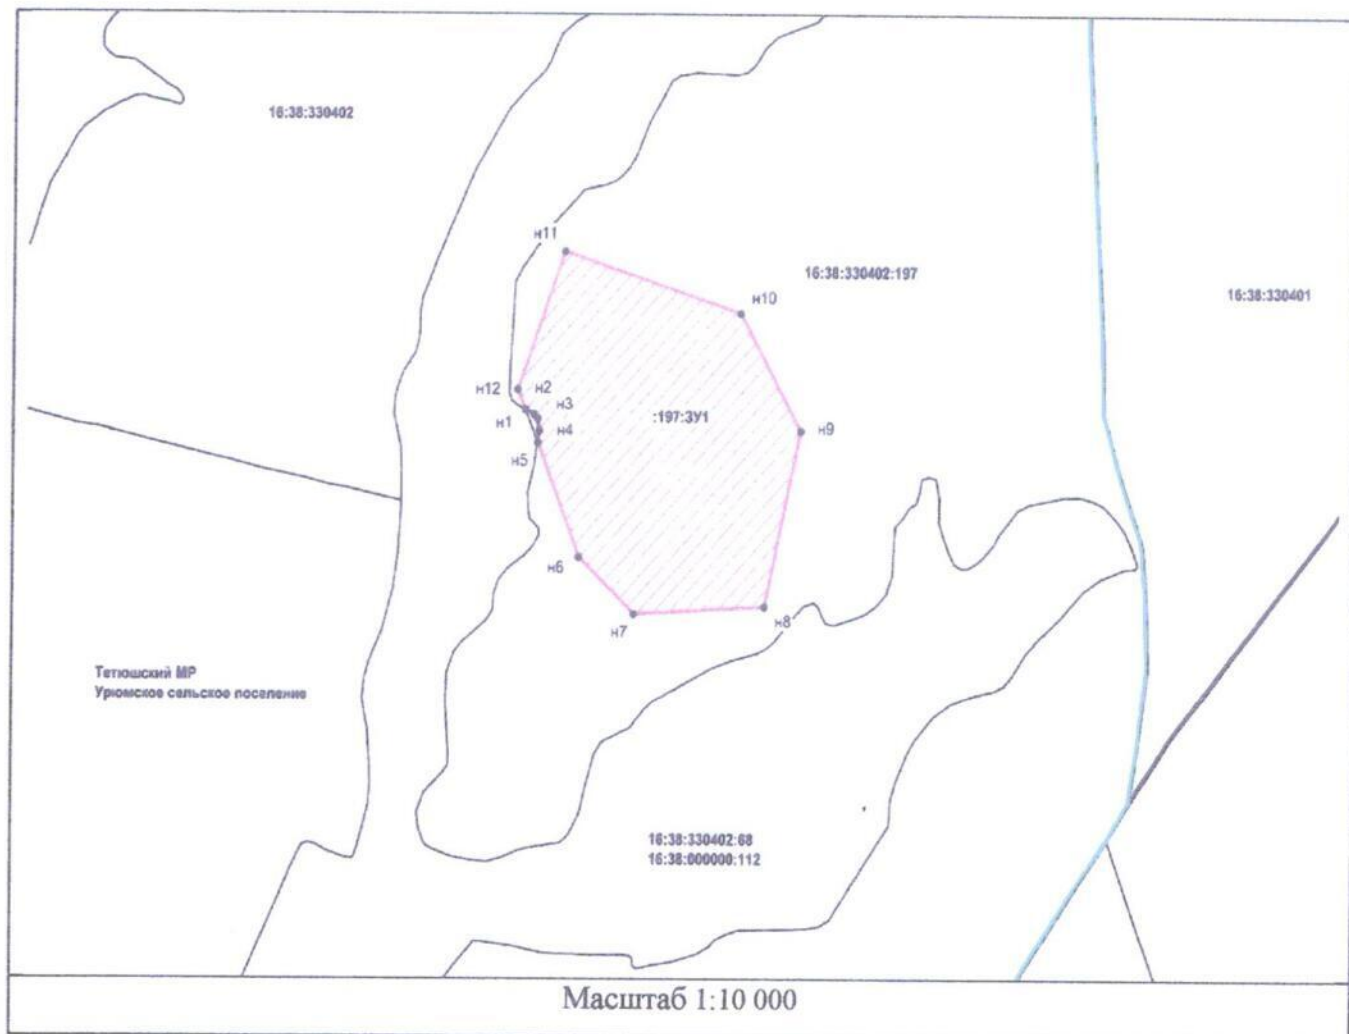 16:38:330402
н11
16:38:330402:197
16:38:330401
н10
н12
н2
н3
н1
:197:ЗУ1
н4
н9
н5
н6
н7
н8
Тетюшский МР
Урюмское сельское поселение
16:38:330402:68
16:38:000000:112
Масштаб 1:10 000